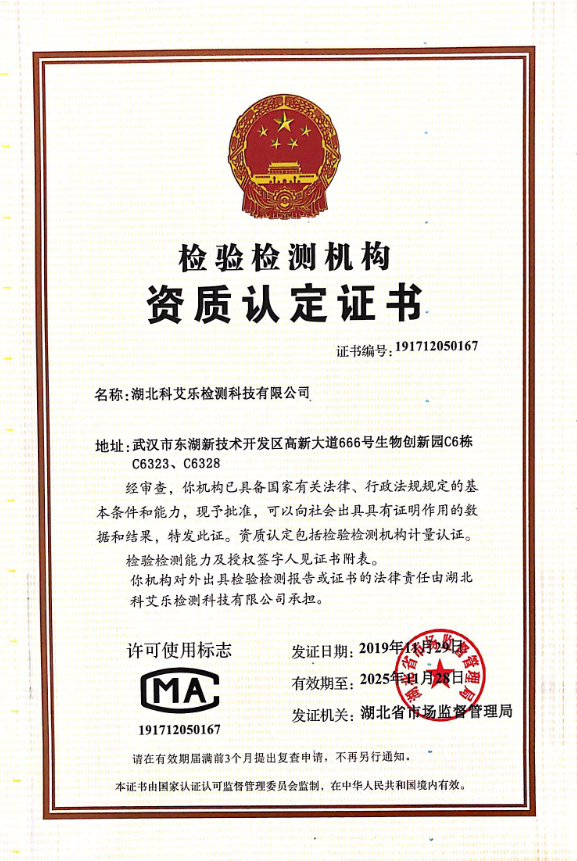 检验检测机构
资质认定证书
证书编号:191712050167
名称:湖北科艾乐检测科技有限公司
地址:武汉市东湖新技术开发区高新大道666号生物创新园C6栋
C6323、C6328
经审查，你机构已具备国家有关法律、行政法规规定的基
本条件和能力，现予批准，可以向社会出具具有证明作用的数
据和结果，特发此证。资质认定包括检验检测机构计量认证。
检验检测能力及授权签字人见证书附表。
你机构对外出具检验检测报告或证书的法律责任由湖北
科艾乐检测科技有限公司承担。
许可使用标志
MA
191712050167
发证日期:2019年11月29日
有效期至:2025年11月28日
发证机关:湖北省市场监督管理局
湖北省市场监督管理局
请在有效期届满前3个月提出复查申请，不再另行通知。
本证书由国家认证认可监督管理委员会监制，在中华人民共和国境内有效。